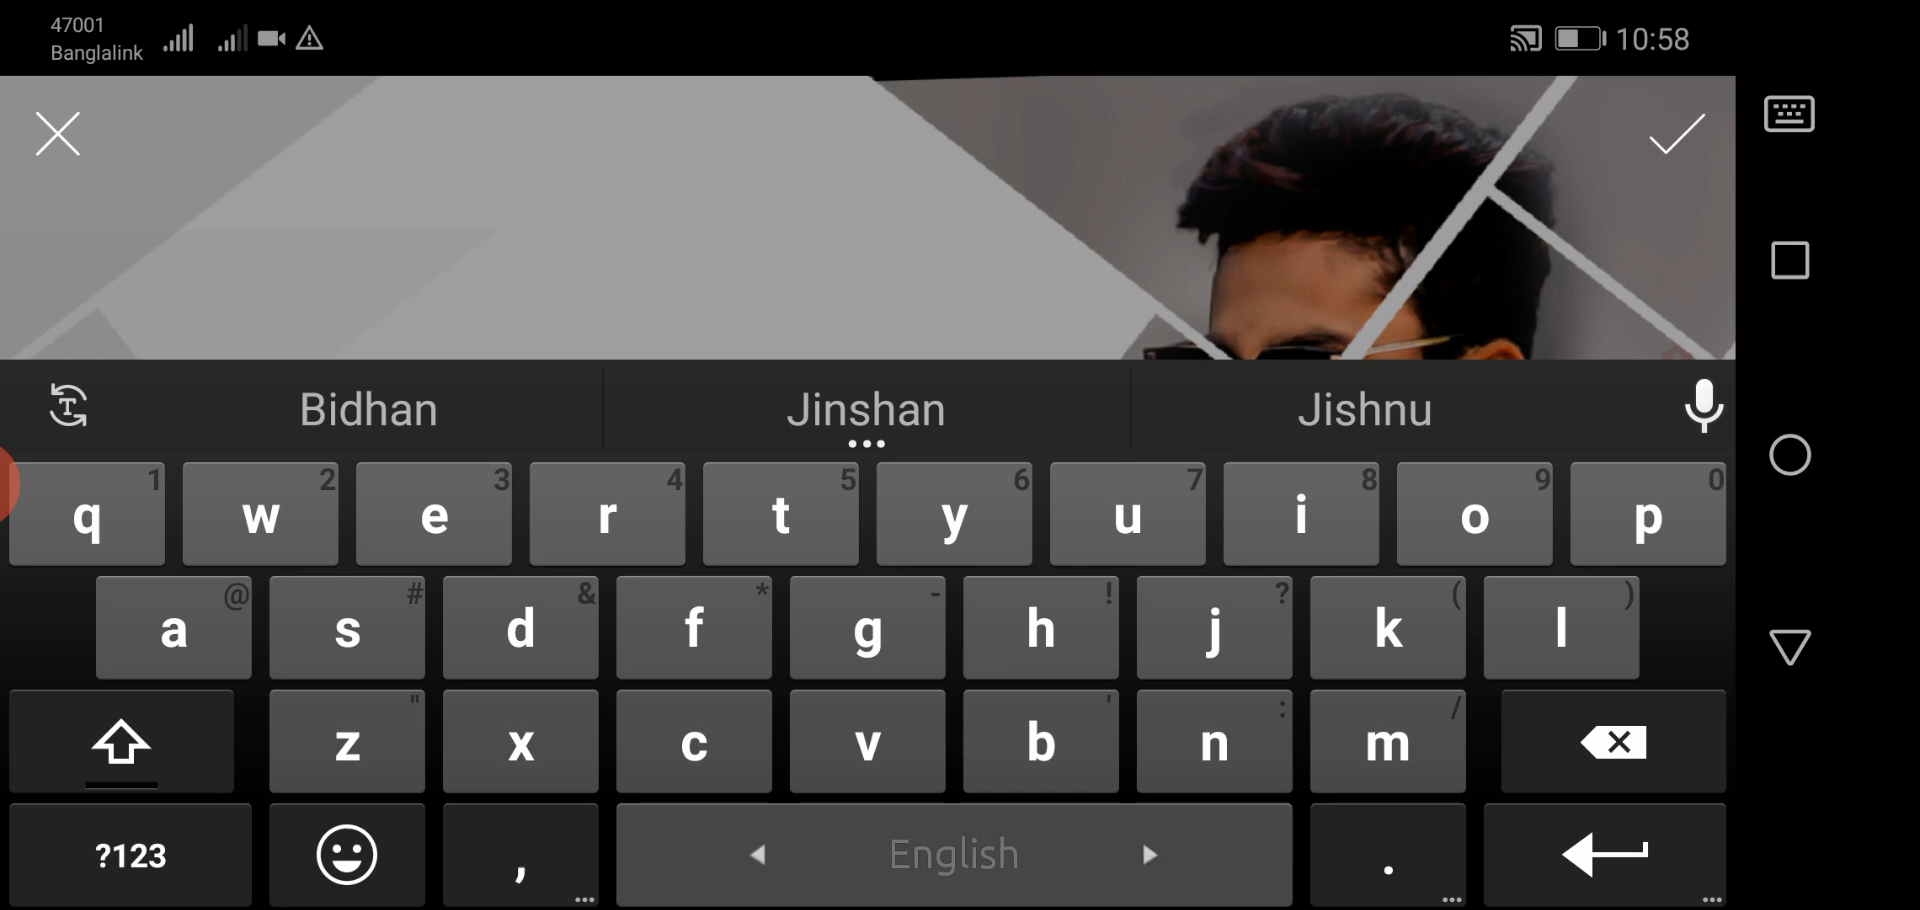 47001
Banglalink
10:58
Bidhan Jinshan Jishnu
q 1 w 2 e 3 r 4 t 5 y 6 u 7 i 8 o 9 p 0
a @ s # d & f * g - h ! j ? k ( l )
z " x c v b ' n : m /
?123 , English .